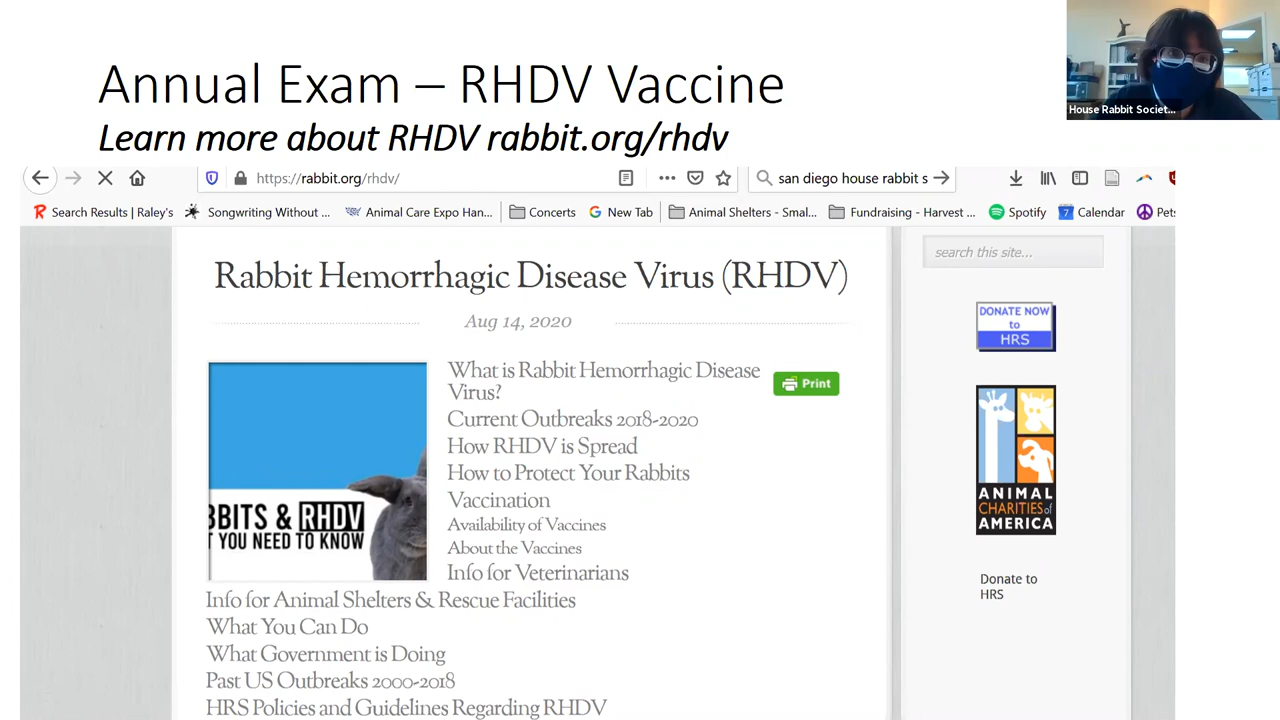 Annual Exam – RHDV Vaccine
Learn more about RHDV rabbit.org/rhdv
House Rabbit Societ...
https://rabbit.org/rhdv/
san diego house rabbit s
Search Results | Raley's
Songwriting Without ...
Animal Care Expo Han...
Concerts
New Tab
Animal Shelters - Smal...
Fundraising - Harvest ...
Spotify
7
Calendar
Pets
Rabbit Hemorrhagic Disease Virus (RHDV)
Aug 14, 2020
search this site...
DONATE NOW
to
HRS
What is Rabbit Hemorrhagic Disease
Virus?
Print
Current Outbreaks 2018-2020
How RHDV is Spread
How to Protect Your Rabbits
Vaccination
Availability of Vaccines
About the Vaccines
Info for Veterinarians
BBITS & RHDV
T YOU NEED TO KNOW
ANIMAL
CHARITIES of
AMERICA
Donate to
HRS
Info for Animal Shelters & Rescue Facilities
What You Can Do
What Government is Doing
Past US Outbreaks 2000-2018
HRS Policies and Guidelines Regarding RHDV